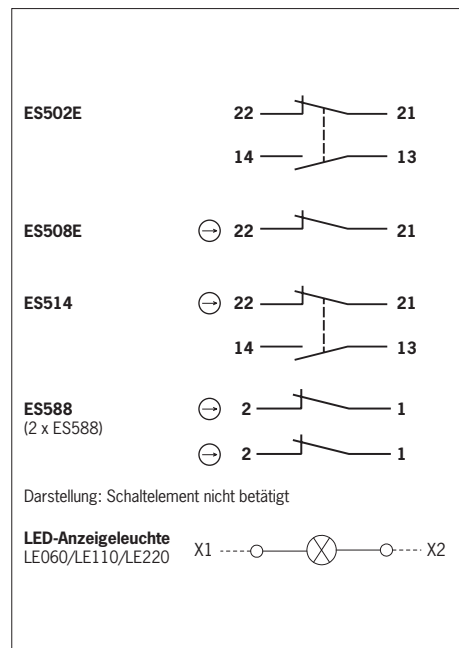 ES502E 22 21
14 13
ES508E 22 21
ES514 22 21
14 13
ES588 2 1
(2 x ES588)
2 1
Darstellung: Schaltelement nicht betätigt
LED-Anzeigeleuchte
LE060/LE110/LE220 X1 X2